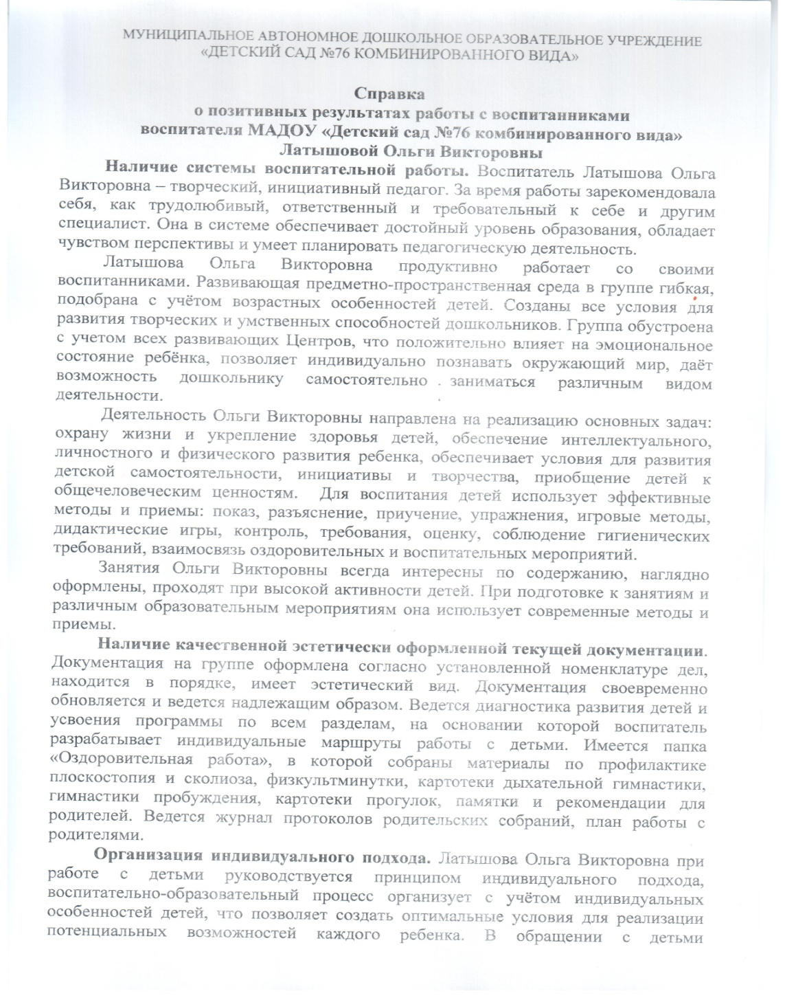 МУНИЦИПАЛЬНОЕ АВТОНОМНОЕ ДОШКОЛЬНОЕ ОБРАЗОВАТЕЛЬНОЕ УЧРЕЖДЕНИЕ
«ДЕТСКИЙ САД №76 КОМБИНИРОВАННОГО ВИДА»
Справка
о позитивных результатах работы с воспитанниками
воспитателя МАДОУ «Детский сад №76 комбинированного вида»
Латышовой Ольги Викторовны
Наличие системы воспитательной работы. Воспитатель Латышова Ольга
Викторовна – творческий, инициативный педагог. За время работы зарекомендовала
себя, как трудолюбивый, ответственный и требовательный к себе и другим
специалист. Она в системе обеспечивает достойный уровень образования, обладает
чувством перспективы и умеет планировать педагогическую деятельность.
Латышова Ольга Викторовна продуктивно работает со своими
воспитанниками. Развивающая предметно-пространственная среда в группе гибкая,
подобрана с учётом возрастных особенностей детей. Созданы все условия для
развития творческих и умственных способностей дошкольников. Группа обустроена
с учетом всех развивающих Центров, что положительно влияет на эмоциональное
состояние ребёнка, позволяет индивидуально познавать окружающий мир, даёт
возможность дошкольнику самостоятельно заниматься различным видом
деятельности.
Деятельность Ольги Викторовны направлена на реализацию основных задач:
охрану жизни и укрепление здоровья детей, обеспечение интеллектуального,
личностного и физического развития ребенка, обеспечивает условия для развития
детской самостоятельности, инициативы и творчества, приобщение детей к
общечеловеческим ценностям. Для воспитания детей использует эффективные
методы и приемы: показ, разъяснение, приучение, упражнения, игровые методы,
дидактические игры, контроль, требования, оценку, соблюдение гигиенических
требований, взаимосвязь оздоровительных и воспитательных мероприятий.
Занятия Ольги Викторовны всегда интересны по содержанию, наглядно
оформлены, проходят при высокой активности детей. При подготовке к занятиям и
различным образовательным мероприятиям она использует современные методы и
приемы.
Наличие качественной эстетически оформленной текущей документации.
Документация на группе оформлена согласно установленной номенклатуре дел,
находится в порядке, имеет эстетический вид. Документация своевременно
обновляется и ведется надлежащим образом. Ведется диагностика развития детей и
усвоения программы по всем разделам, на основании которой воспитатель
разрабатывает индивидуальные маршруты работы с детьми. Имеется папка
«Оздоровительная работа», в которой собраны материалы по профилактике
плоскостопия и сколиоза, физкультминутки, картотеки дыхательной гимнастики,
гимнастики пробуждения, картотеки прогулок, памятки и рекомендации для
родителей. Ведется журнал протоколов родительских собраний, план работы с
родителями.
Организация индивидуального подхода. Латышова Ольга Викторовна при
работе с детьми руководствуется принципом индивидуального подхода,
воспитательно-образовательный процесс организует с учётом индивидуальных
особенностей детей, что позволяет создать оптимальные условия для реализации
потенциальных возможностей каждого ребенка. В обращении с детьми